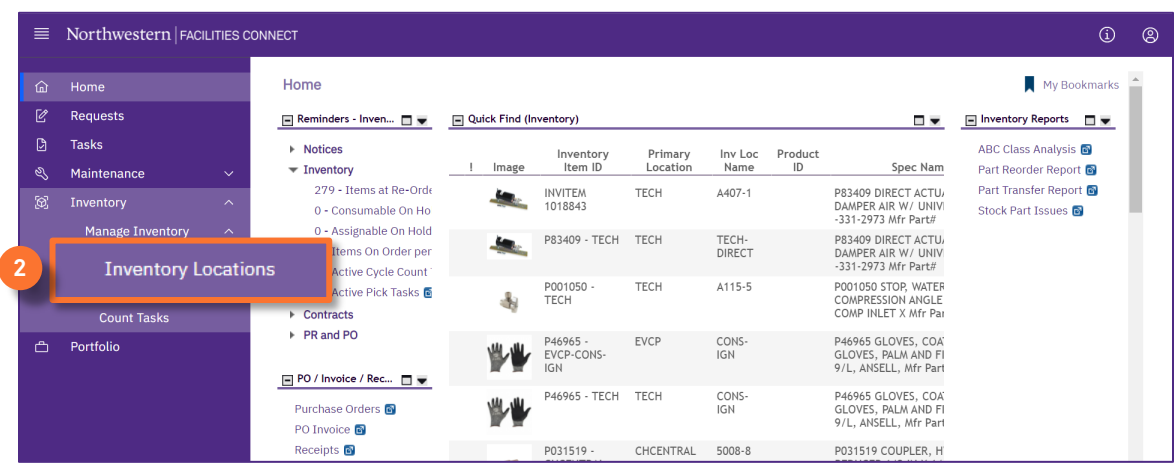 Northwestern | FACILITIES CONNECT
Home
Requests
Tasks
Maintenance
Inventory
Manage Inventory
2
Inventory Locations
Count Tasks
Portfolio
Home
My Bookmarks
Reminders - Inven...
Notices
Inventory
279 - Items at Re-Orde
0 - Consumable On Ho
0 - Assignable On Hold
Items On Order per
Active Cycle Count
Active Pick Tasks
Contracts
PR and PO
PO / Invoice / Rec...
Purchase Orders
PO Invoice
Receipts
Quick Find (Inventory)
! Image Inventory Item ID Primary Location Inv Loc Name Product ID Spec Nam
INVITEM 1018843 TECH A407-1 P83409 DIRECT ACTU
DAMPER AIR W/ UNIV
-331-2973 Mfr Part#
P83409 - TECH TECH TECH-DIRECT P83409 DIRECT ACTU
DAMPER AIR W/ UNIV
-331-2973 Mfr Part#
P001050 - TECH TECH A115-5 P001050 STOP, WATER
COMPRESSION ANGLE
COMP INLET X Mfr Par
P46965 - EVCP-CONS-IGN EVCP CONS-IGN P46965 GLOVES, COA
GLOVES, PALM AND FI
9/L, ANSELL, Mfr Part
P46965 - TECH TECH CONS-IGN P46965 GLOVES, COA
GLOVES, PALM AND FI
9/L, ANSELL, Mfr Part
P031519 - CHCENTRAL 5008-8 P031519 COUPLER, H
Inventory Reports
ABC Class Analysis
Part Reorder Report
Part Transfer Report
Stock Part Issues